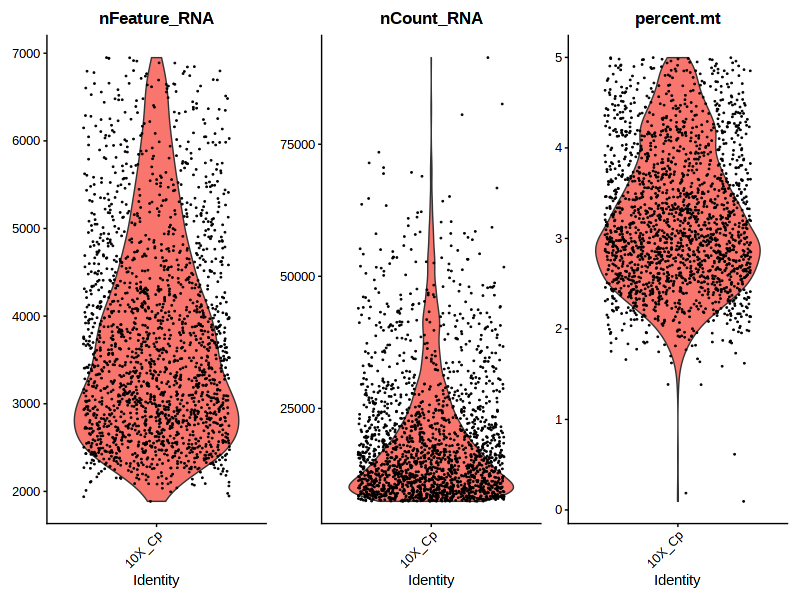 nFeature_RNA
7000
6000
5000
4000
3000
2000
10X_Cp
Identity
nCount_RNA
75000
50000
25000
10X_Cp
Identity
percent.mt
5
4
3
2
1
0
10X_Cp
Identity